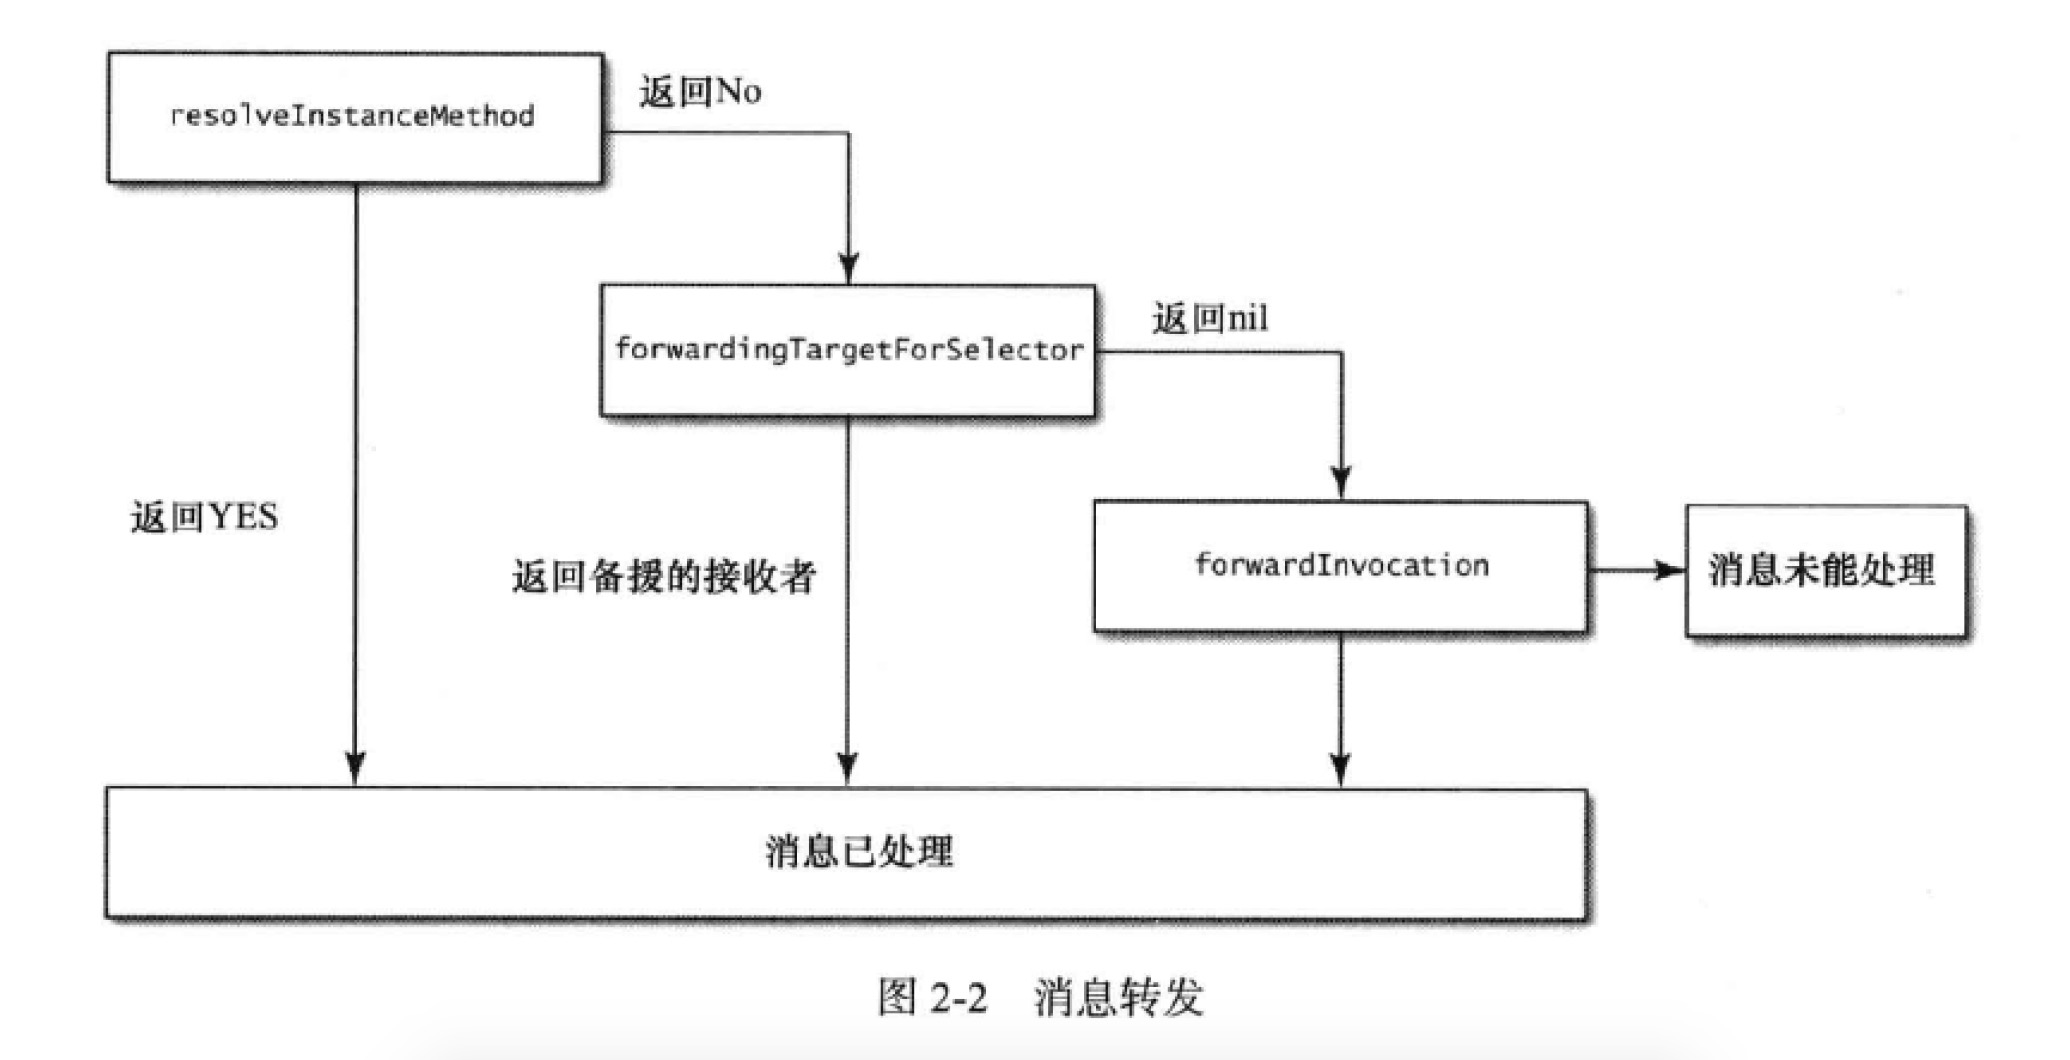 resolveInstanceMethod
返回No
forwardingTargetForSelector
返回nil
返回YES
返回备援的接收者
forwardInvocation
消息未能处理
消息已处理
图 2-2 消息转发